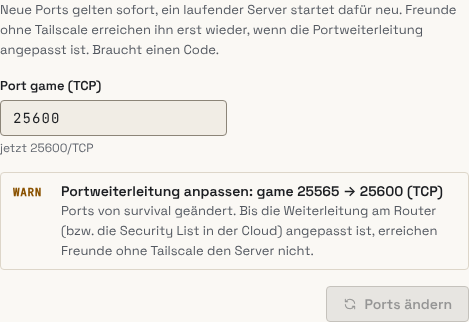 Neue Ports gelten sofort, ein laufender Server startet dafür neu. Freunde
ohne Tailscale erreichen ihn erst wieder, wenn die Portweiterleitung
angepasst ist. Braucht einen Code.
Port game (TCP)
25600
jetzt 25600/TCP
WARN
Portweiterleitung anpassen: game 25565 → 25600 (TCP)
Ports von survival geändert. Bis die Weiterleitung am Router
(bzw. die Security List in der Cloud) angepasst ist, erreichen
Freunde ohne Tailscale den Server nicht.
Ports ändern